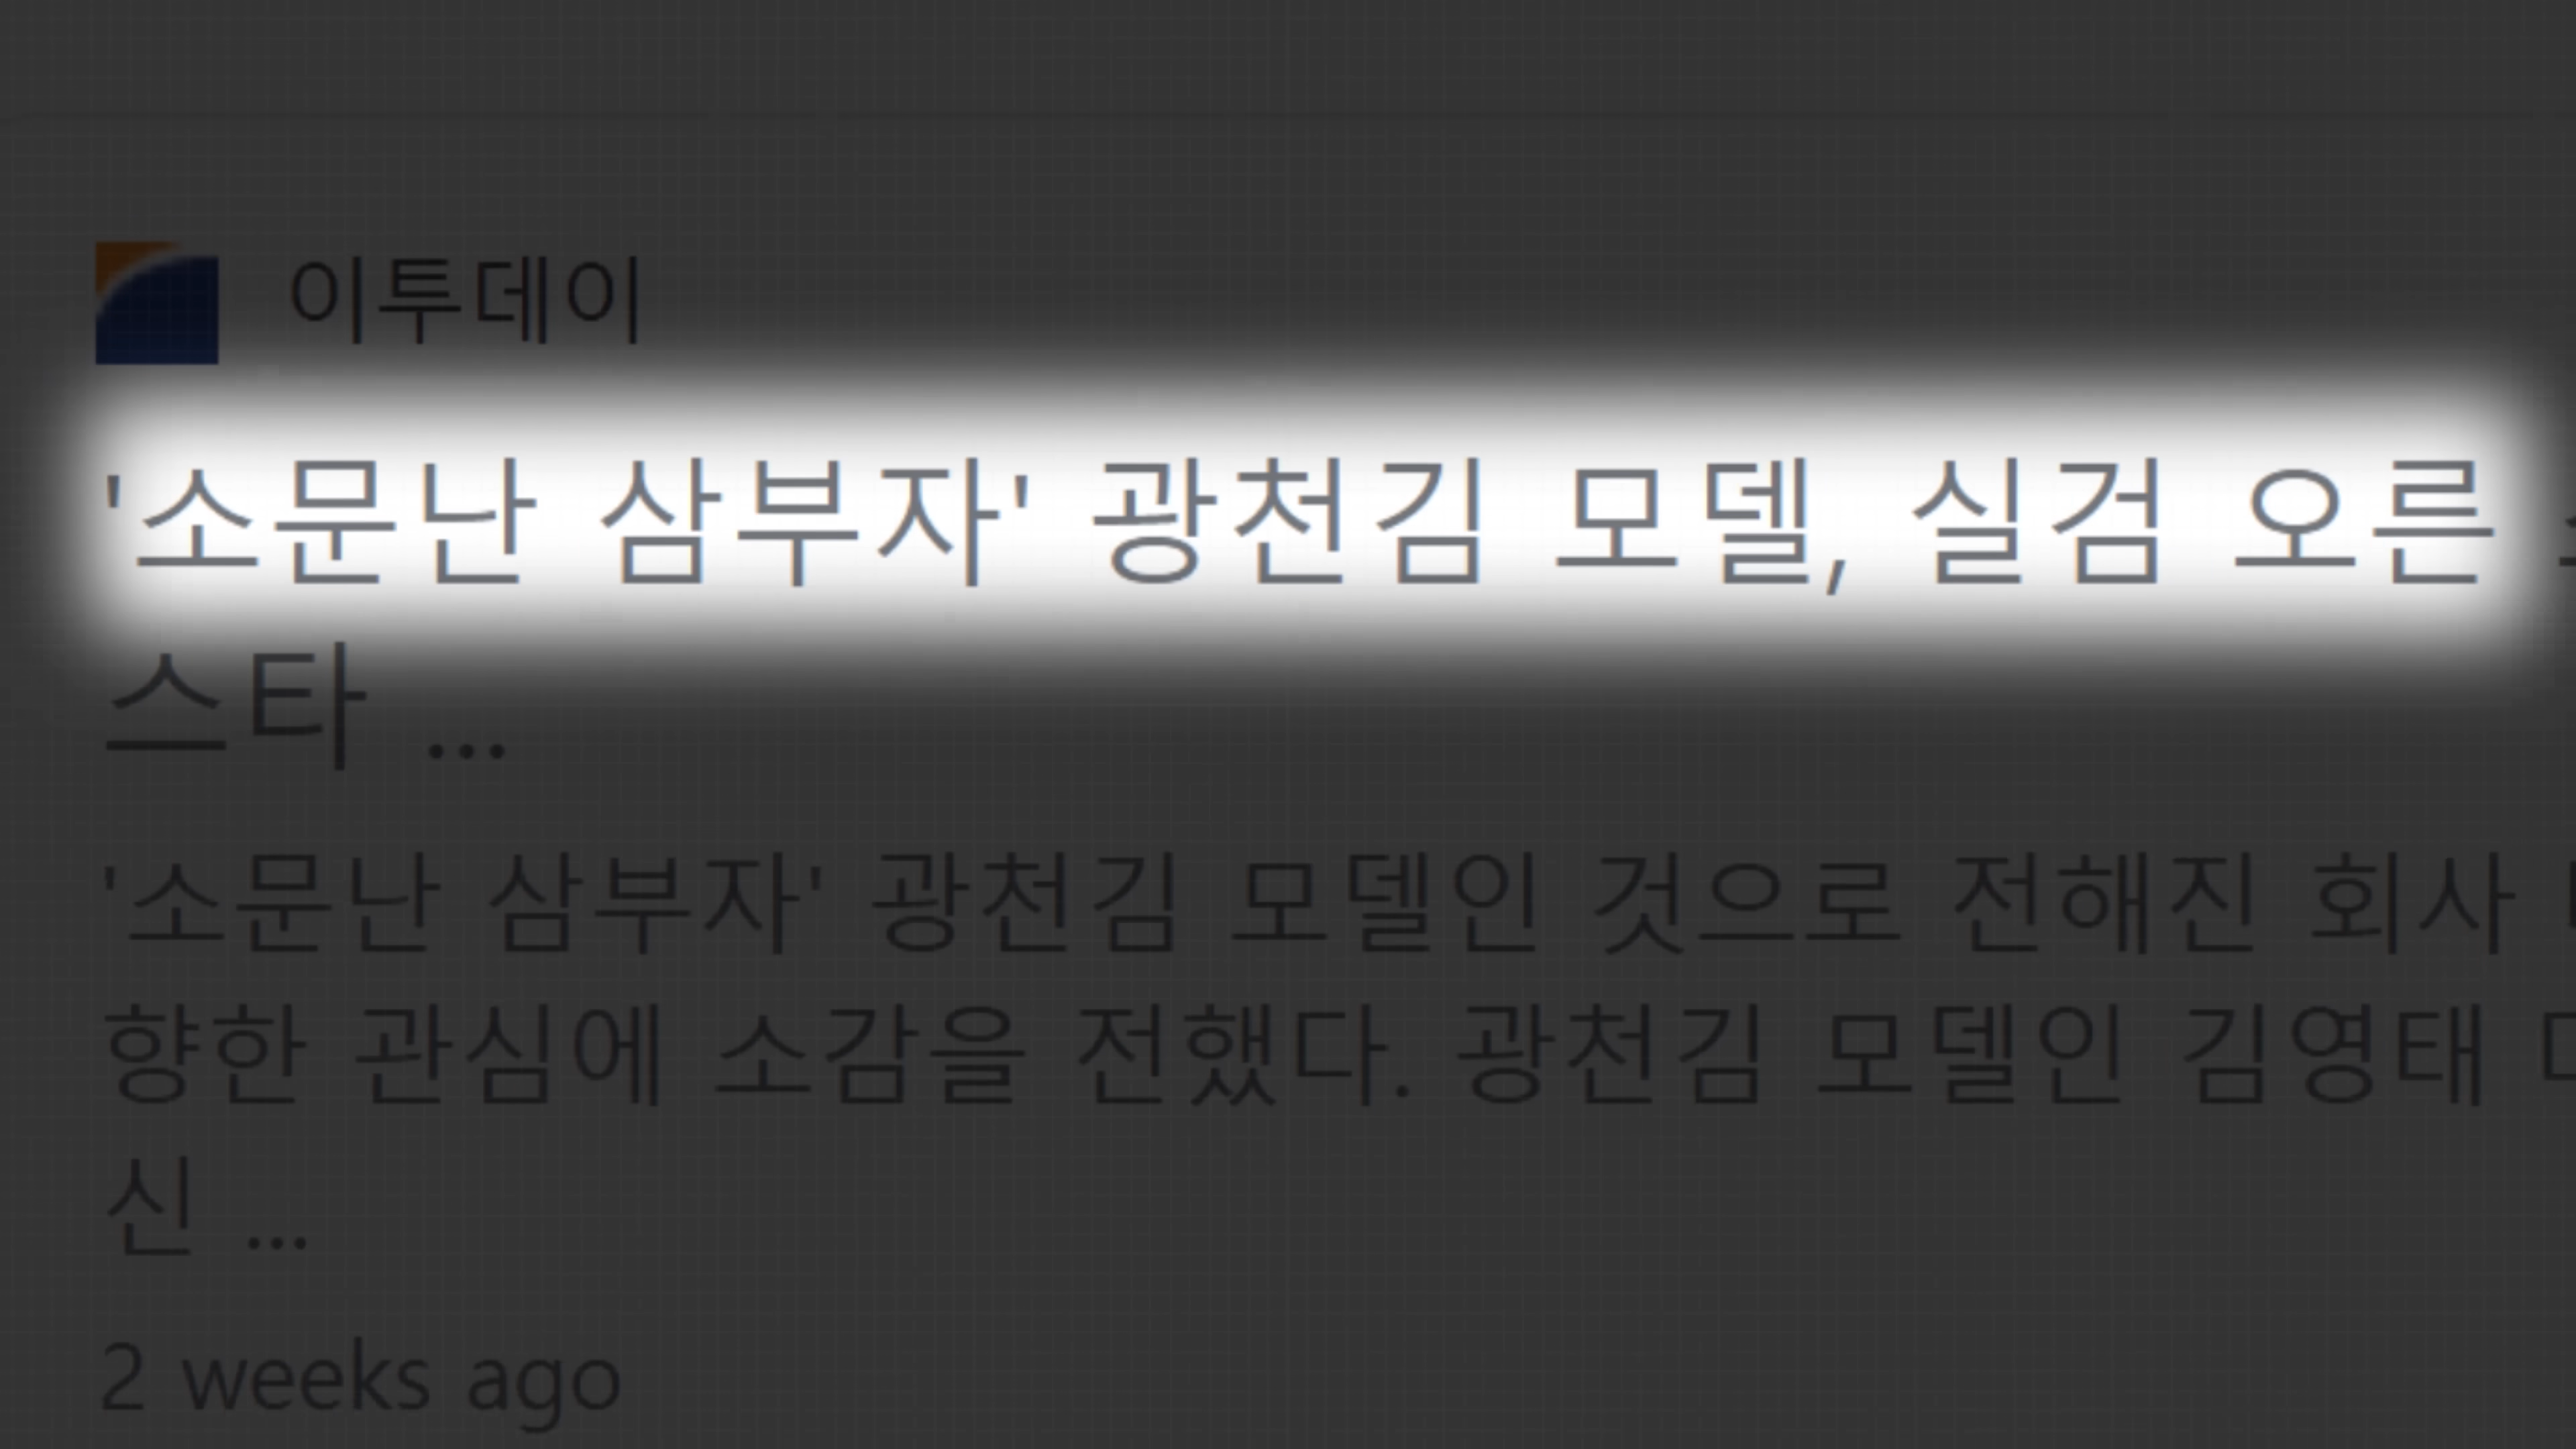 이투데이
'소문난 삼부자' 광천김 모델, 실검 오른
스타 ...
'소문난 삼부자' 광천김 모델인 것으로 전해진 회사
향한 관심에 소감을 전했다. 광천김 모델인 김영태
신 ...
2 weeks ago